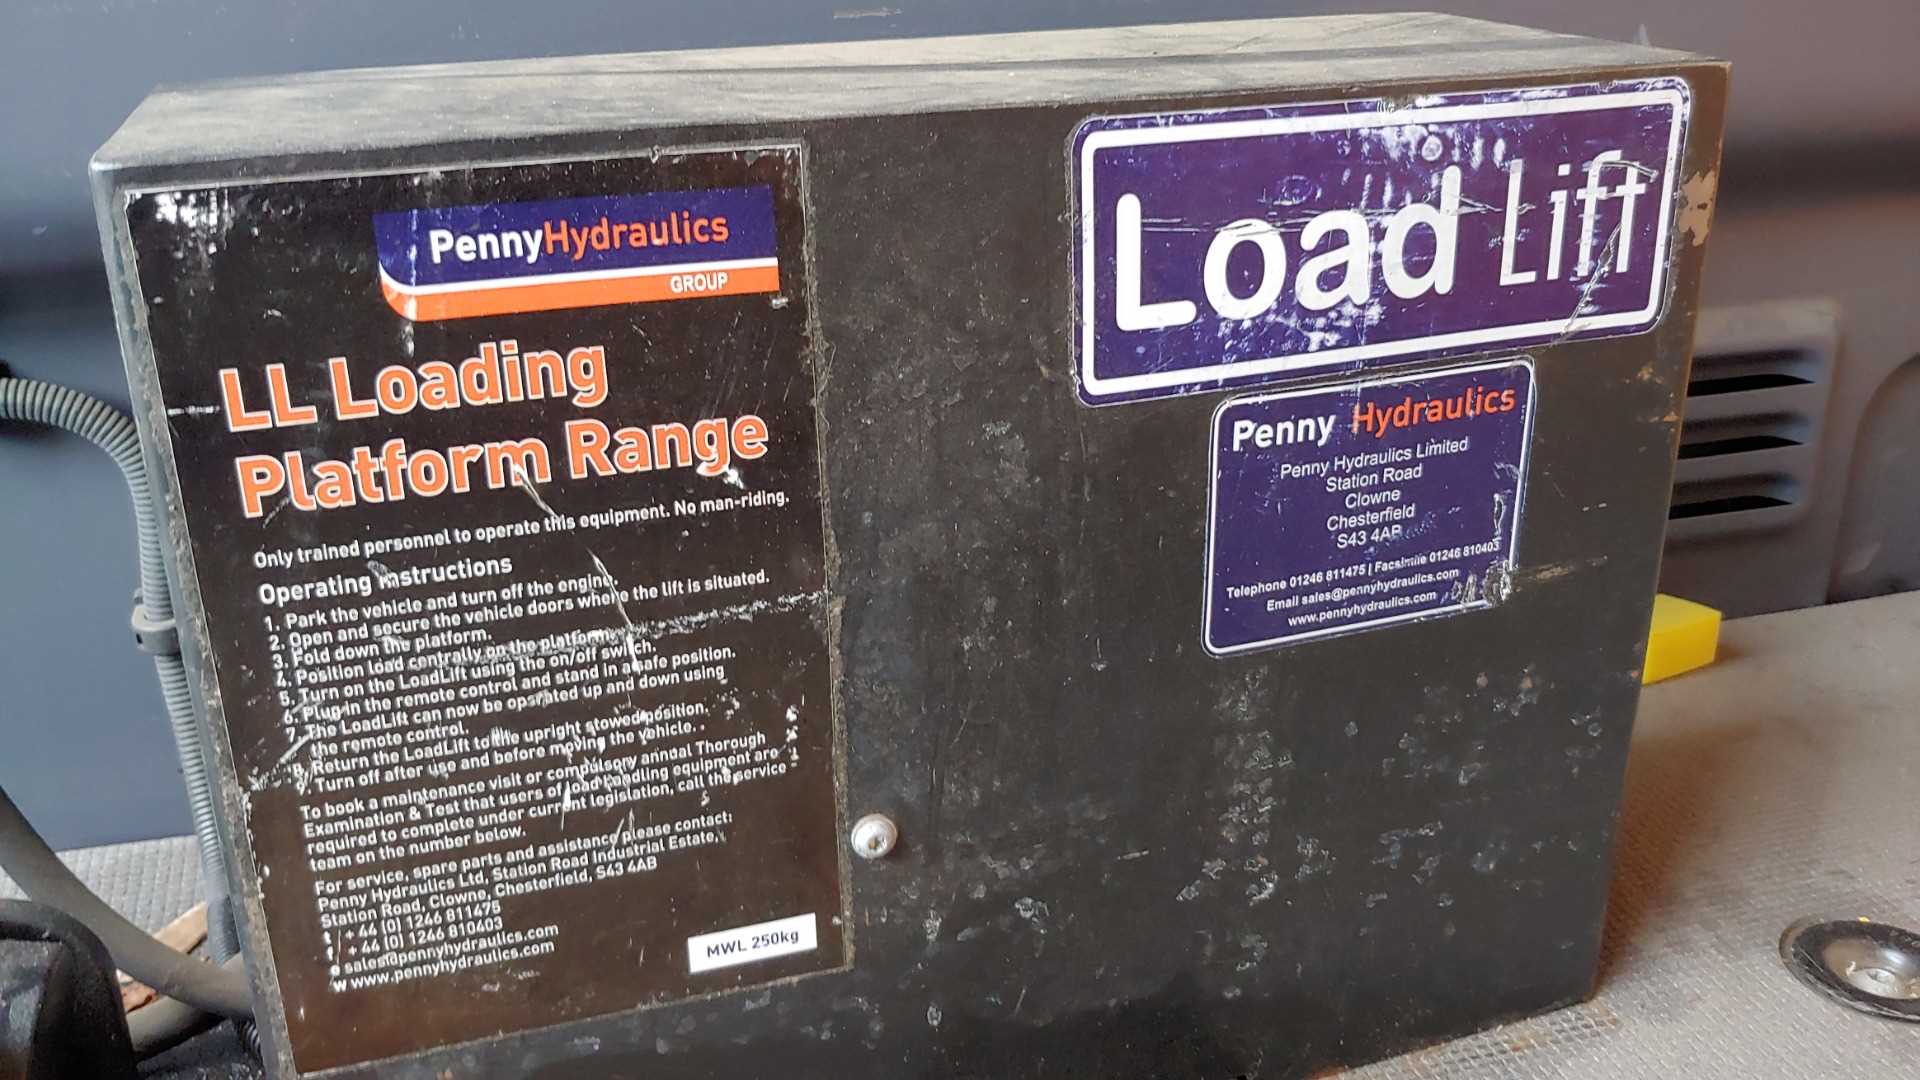 PennyHydraulics
GROUP
LL Loading
Platform Range
Only trained personnel to operate this equipment. No man-riding.
Operating Instructions
1. Park the vehicle and turn off the engine.
2. Open and secure the vehicle doors where the lift is situated.
3. Fold down the platform.
4. Position load centrally on the platform.
5. Turn on the LoadLift using the on/off switch.
6. Plug in the remote control and stand in a safe position.
7. The LoadLift can now be operated up and down using
the remote control.
8. Return the LoadLift to the upright stowed position.
9. Turn off after use and before moving the vehicle.
To book a maintenance visit or compulsory annual Thorough
Examination & Test that users of load handling equipment are
required to complete under current legislation, call the service
team on the number below.
For service, spare parts and assistance please contact:
Penny Hydraulics Ltd, Station Road Industrial Estate,
Station Road, Clowne, Chesterfield, S43 4AB
t / + 44 (0) 1246 811475
f / + 44 (0) 1246 810403
e sales@pennyhydraulics.com
w www.pennyhydraulics.com
MWL 250kg
Load Lift
Penny Hydraulics
Penny Hydraulics Limited
Station Road
Clowne
Chesterfield
S43 4AB
Telephone 01246 811475 | Facsimile 01246 810403
Email sales@pennyhydraulics.com
www.pennyhydraulics.com